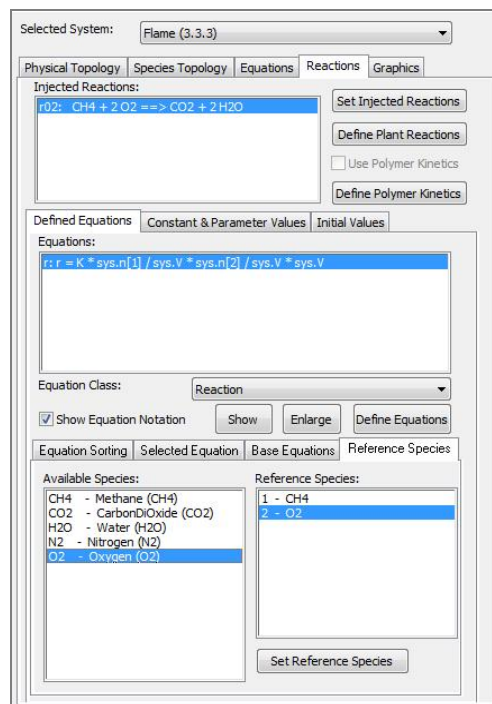 Selected System: Flame (3.3.3)
Physical Topology Species Topology Equations Reactions Graphics
Injected Reactions:
r02: CH4 + 2 O2 ==> CO2 + 2 H2O
Set Injected Reactions
Define Plant Reactions
Use Polymer Kinetics
Define Polymer Kinetics
Defined Equations Constant & Parameter Values Initial Values
Equations:
r: r = K * sys.n[1] / sys.V * sys.n[2] / sys.V * sys.V
Equation Class: Reaction
Show Equation Notation Show Enlarge Define Equations
Equation Sorting Selected Equation Base Equations Reference Species
Available Species:
CH4 - Methane (CH4)
CO2 - CarbonDiOxide (CO2)
H2O - Water (H2O)
N2 - Nitrogen (N2)
O2 - Oxygen (O2)
Reference Species:
1 - CH4
2 - O2
Set Reference Species